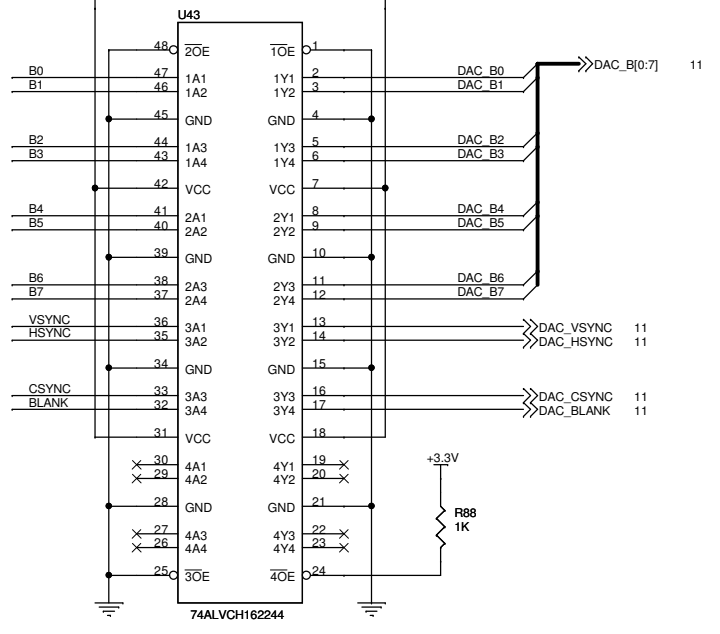 U43
48 2OE 1OE 1
B0 47 1A1 1Y1 2 DAC_B0 DAC_B[0:7] 11
B1 46 1A2 1Y2 3 DAC_B1
45 GND GND 4
B2 44 1A3 1Y3 5 DAC_B2
B3 43 1A4 1Y4 6 DAC_B3
42 VCC VCC 7
B4 41 2A1 2Y1 8 DAC_B4
B5 40 2A2 2Y2 9 DAC_B5
39 GND GND 10
B6 38 2A3 2Y3 11 DAC_B6
B7 37 2A4 2Y4 12 DAC_B7
VSYNC 36 3A1 3Y1 13 DAC_VSYNC 11
HSYNC 35 3A2 3Y2 14 DAC_HSYNC 11
34 GND GND 15
CSYNC 33 3A3 3Y3 16 DAC_CSYNC 11
BLANK 32 3A4 3Y4 17 DAC_BLANK 11
31 VCC VCC 18
30 4A1 4Y1 19 +3.3V
29 4A2 4Y2 20
28 GND GND 21 R88
1K
27 4A3 4Y3 22
26 4A4 4Y4 23
25 3OE 4OE 24
74ALVCH162244